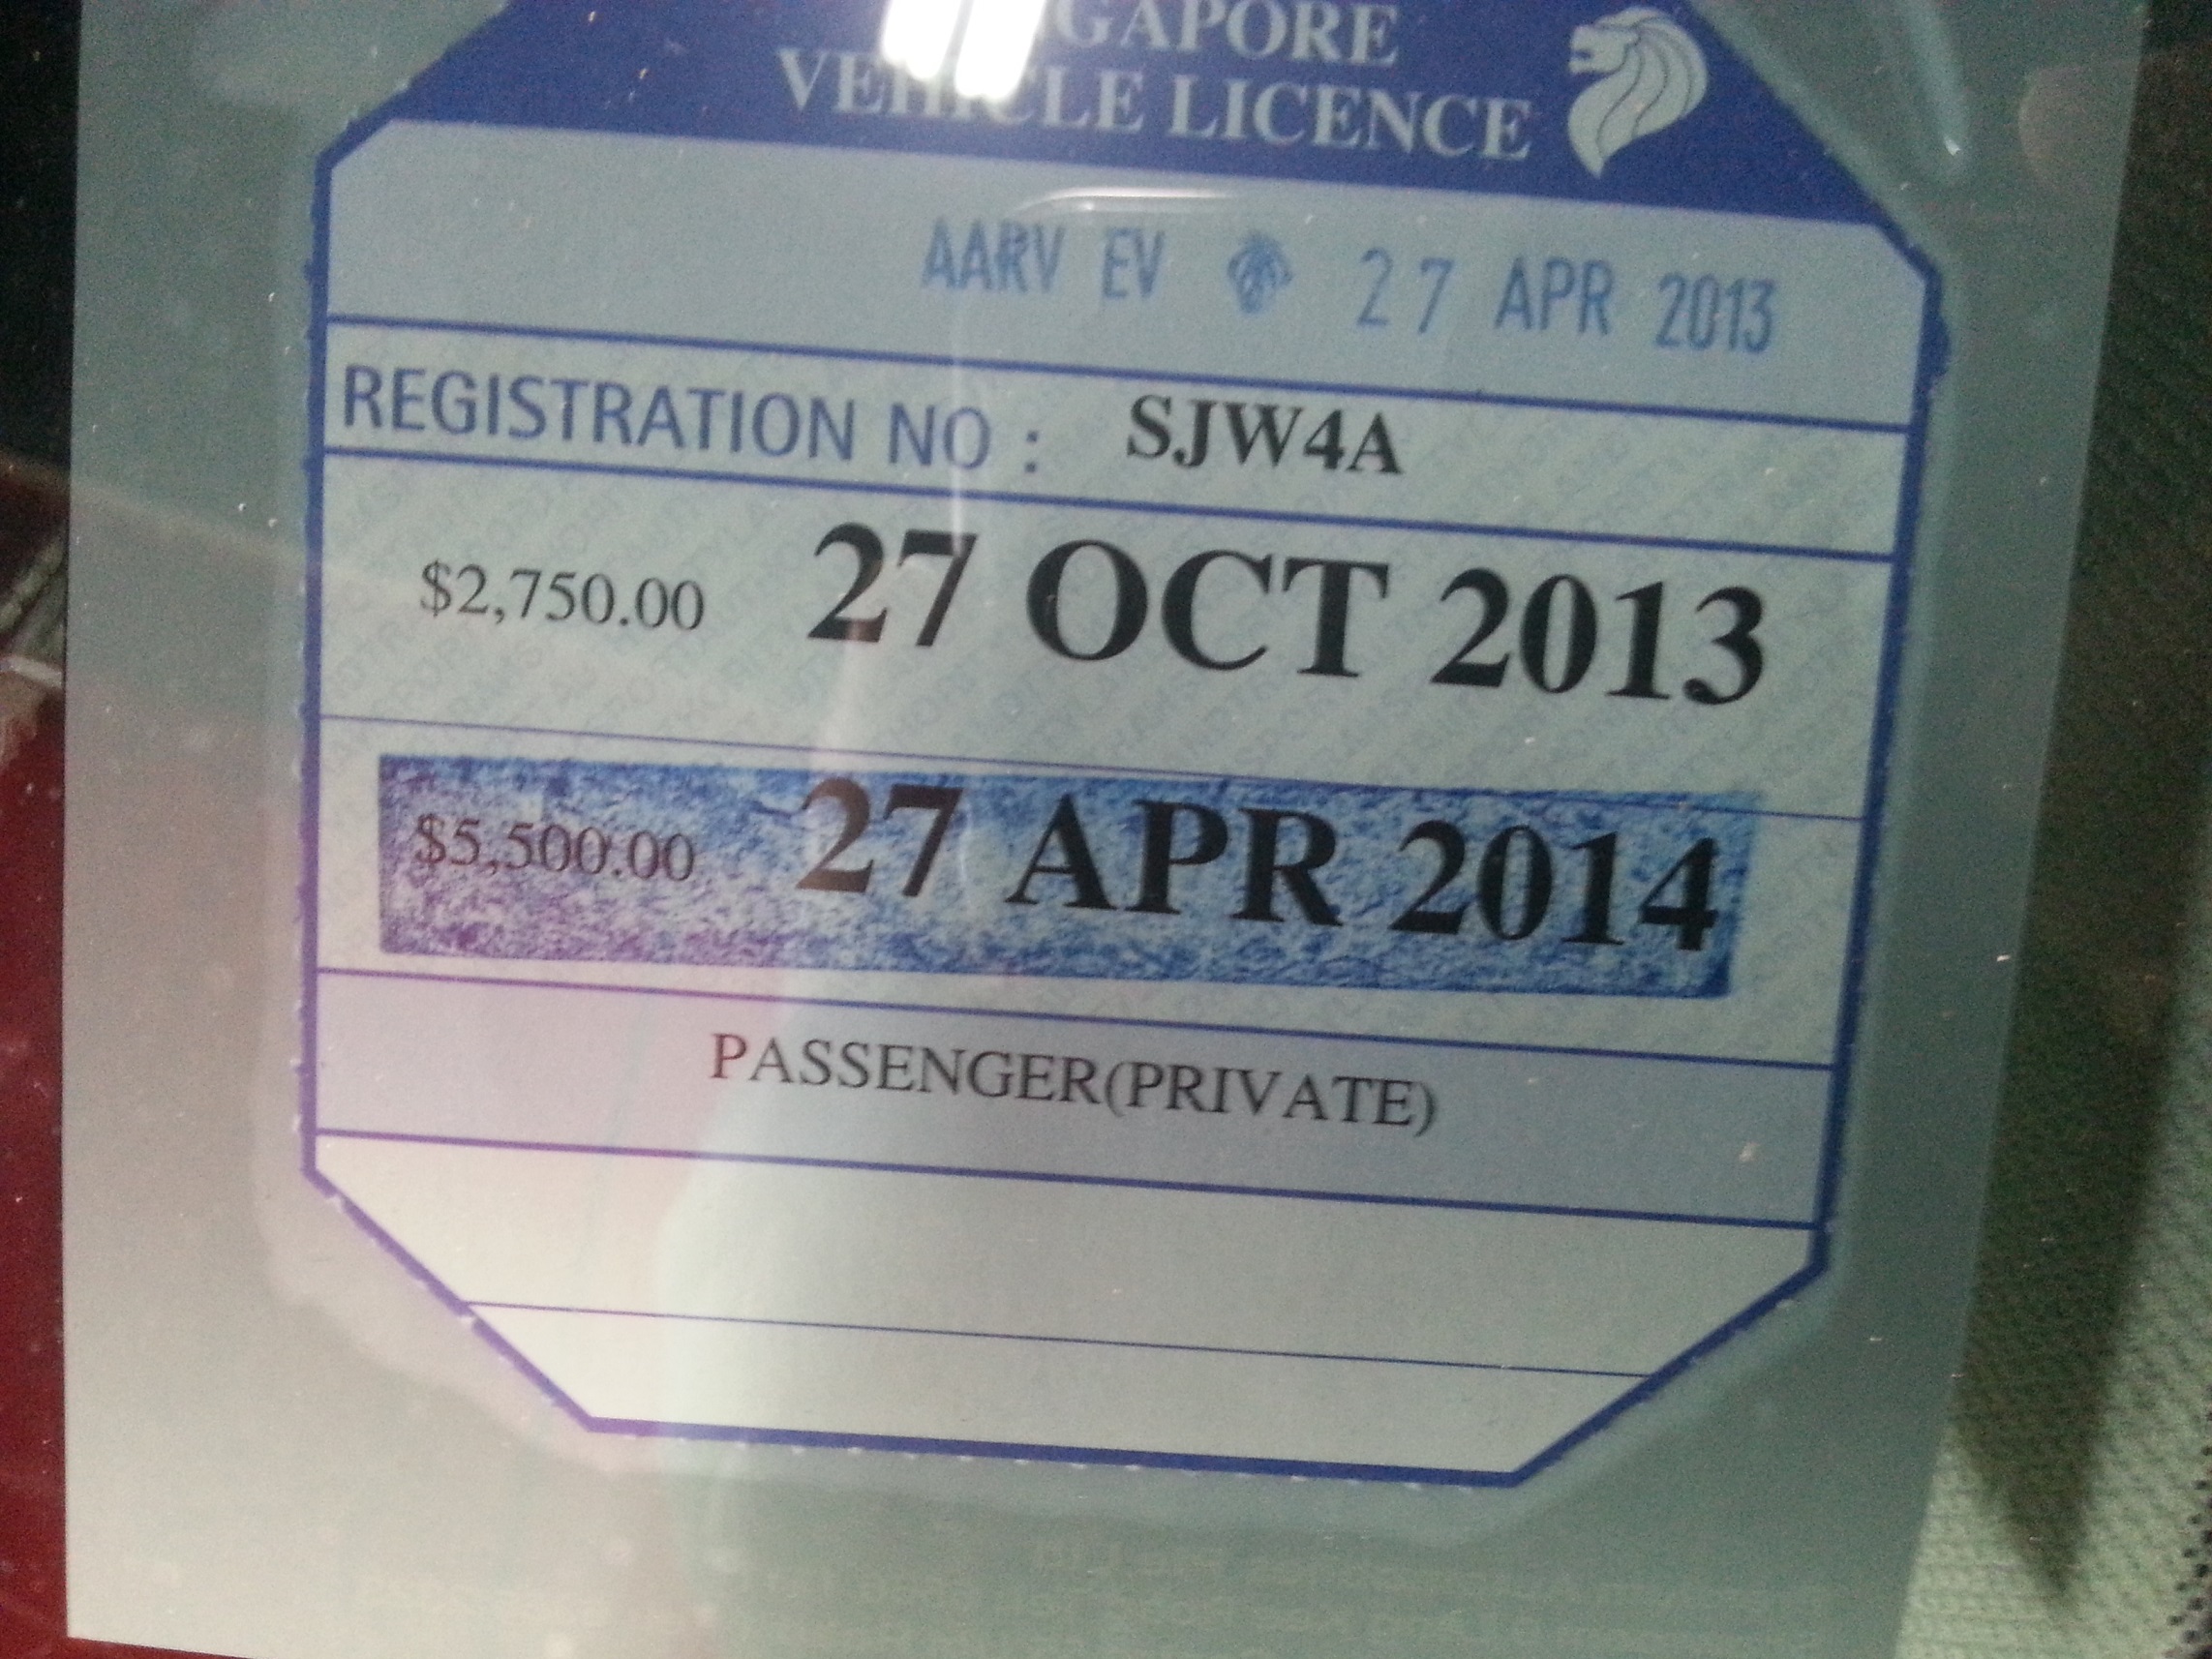 GAPORE
VEHICLE LICENCE
AARV EV 27 APR 2013
REGISTRATION NO : SJW4A
$2,750.00 27 OCT 2013
$5,500.00 27 APR 2014
PASSENGER(PRIVATE)